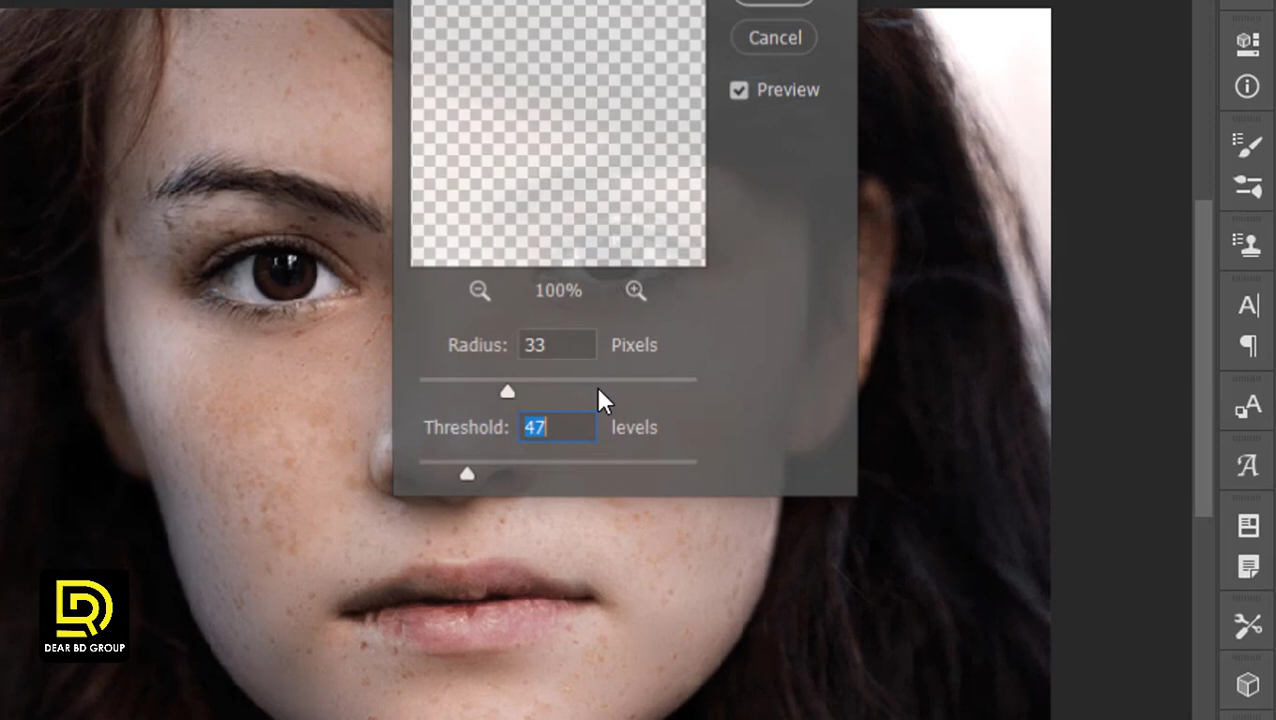 Cancel
Preview
100%
Radius: 33 Pixels
Threshold: 47 levels
DEAR BD GROUP